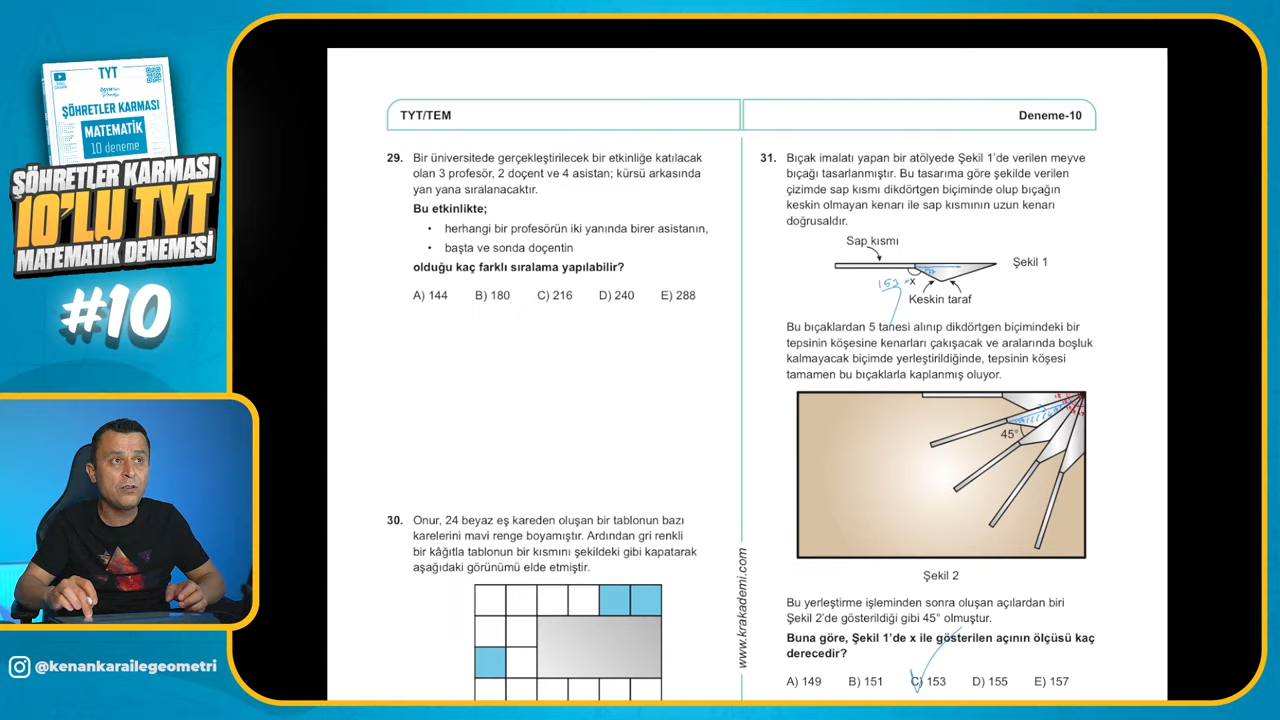 TYT
ŞÖHRETLER KARMASI
MATEMATİK
10 deneme
ŞÖHRETLER KARMASI
10'LU TYT
MATEMATİK DENEMESİ
#10
@kenankarailegeometri
TYT/TEM
Deneme-10
29. Bir üniversitede gerçekleştirilecek bir etkinliğe katılacak
olan 3 profesör, 2 doçent ve 4 asistan; kürsü arkasında
yan yana sıralanacaktır.
Bu etkinlikte;
• herhangi bir profesörün iki yanında birer asistanın,
• başta ve sonda doçentin
olduğu kaç farklı sıralama yapılabilir?
A) 144 B) 180 C) 216 D) 240 E) 288
30. Onur, 24 beyaz eş kareden oluşan bir tablonun bazı
karelerini mavi renge boyamıştır. Ardından gri renkli
bir kâğıtla tablonun bir kısmını şekildeki gibi kapatarak
aşağıdaki görünümü elde etmiştir.
www.krakademi.com
31. Bıçak imalatı yapan bir atölyede Şekil 1'de verilen meyve
bıçağı tasarlanmıştır. Bu tasarıma göre şekilde verilen
çizimde sap kısmı dikdörtgen biçiminde olup bıçağın
keskin olmayan kenarı ile sap kısmının uzun kenarı
doğrusaldır.
Sap kısmı
Şekil 1
153 x
Keskin taraf
Bu bıçaklardan 5 tanesi alınıp dikdörtgen biçimindeki bir
tepsinin köşesine kenarları çakışacak ve aralarında boşluk
kalmayacak biçimde yerleştirildiğinde, tepsinin köşesi
tamamen bu bıçaklarla kaplanmış oluyor.
45°
Şekil 2
Bu yerleştirme işleminden sonra oluşan açılardan biri
Şekil 2'de gösterildiği gibi 45° olmuştur.
Buna göre, Şekil 1'de x ile gösterilen açının ölçüsü kaç
derecedir?
A) 149 B) 151 C) 153 D) 155 E) 157